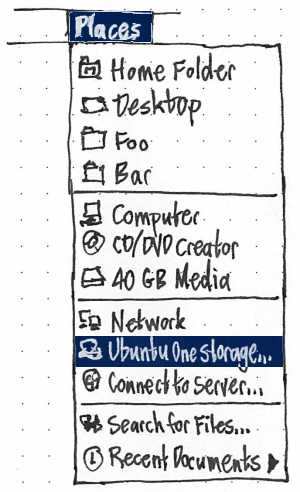 Places
Home Folder
Desktop
Foo
Bar
Computer
CD/DVD Creator
40 GB Media
Network
Ubuntu One storage...
Connect to Server...
Search for Files...
Recent Documents